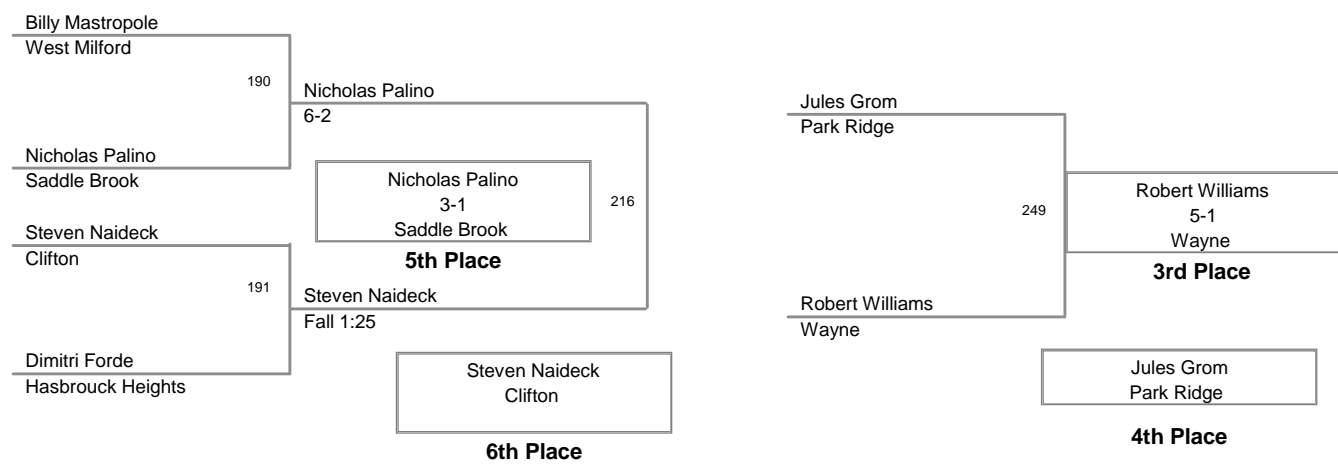 Billy Mastropole
West Milford
190
Nicholas Palino
6-2
Nicholas Palino
Saddle Brook
Nicholas Palino
3-1
Saddle Brook
5th Place
216
Steven Naideck
Clifton
191
Steven Naideck
Fall 1:25
Dimitri Forde
Hasbrouck Heights
Steven Naideck
Clifton
6th Place
Jules Grom
Park Ridge
249
Robert Williams
5-1
Wayne
3rd Place
Robert Williams
Wayne
Jules Grom
Park Ridge
4th Place